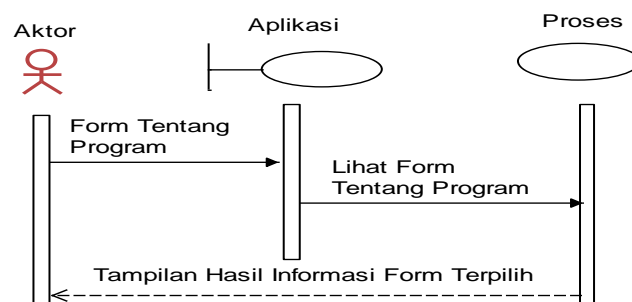 Aktor
Aplikasi
Proses
Form Tentang
Program
Lihat Form
Tentang Program
Tampilan Hasil Informasi Form Terpilih